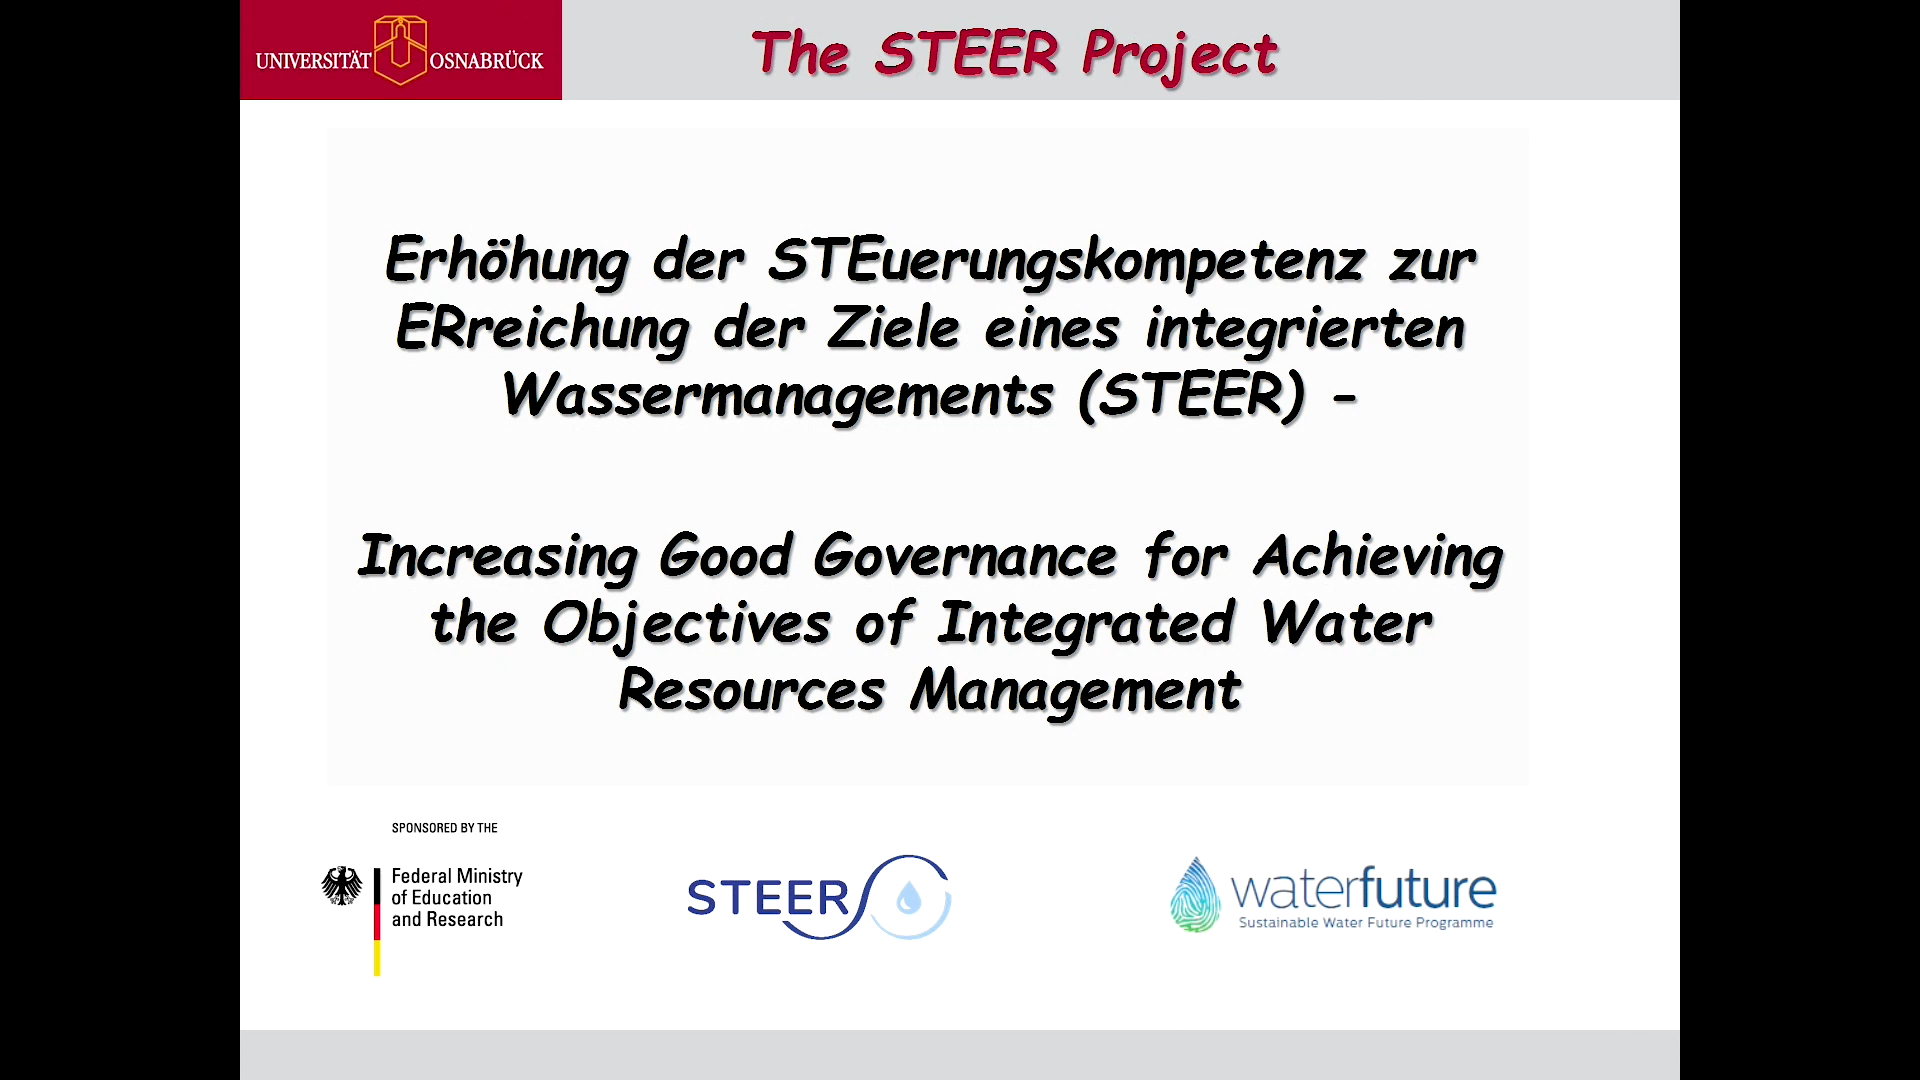 UNIVERSITÄT OSNABRÜCK
The STEER Project
Erhöhung der STEuerungskompetenz zur
ERreichung der Ziele eines integrierten
Wassermanagements (STEER) -
Increasing Good Governance for Achieving
the Objectives of Integrated Water
Resources Management
SPONSORED BY THE
Federal Ministry
of Education
and Research
STEER
waterfuture
Sustainable Water Future Programme